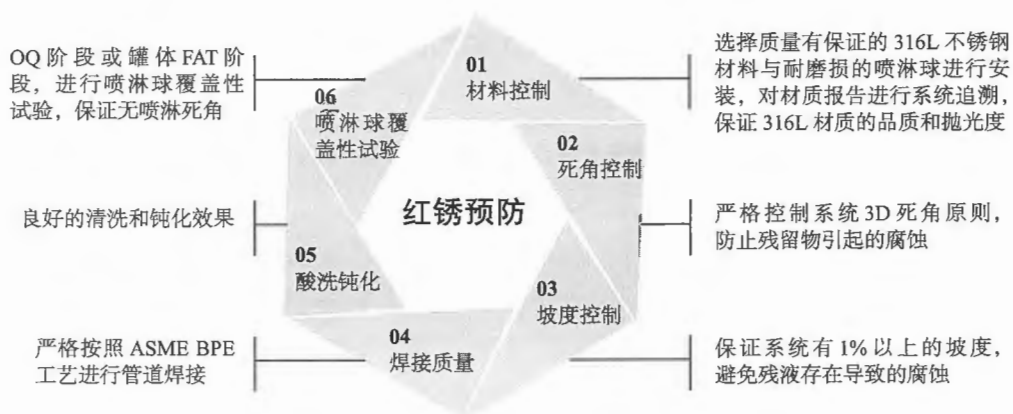 红锈预防
01
材料控制
选择质量有保证的 316L 不锈钢
材料与耐磨损的喷淋球进行安
装，对材质报告进行系统追溯，
保证 316L 材质的品质和抛光度
02
死角控制
严格控制系统 3D 死角原则，
防止残留物引起的腐蚀
03
坡度控制
保证系统有 1% 以上的坡度，
避免残液存在导致的腐蚀
04
焊接质量
严格按照 ASME BPE
工艺进行管道焊接
05
酸洗钝化
良好的清洗和钝化效果
06
喷淋球覆
盖性试验
OQ 阶段或罐体 FAT 阶
段，进行喷淋球覆盖性
试验，保证无喷淋死角